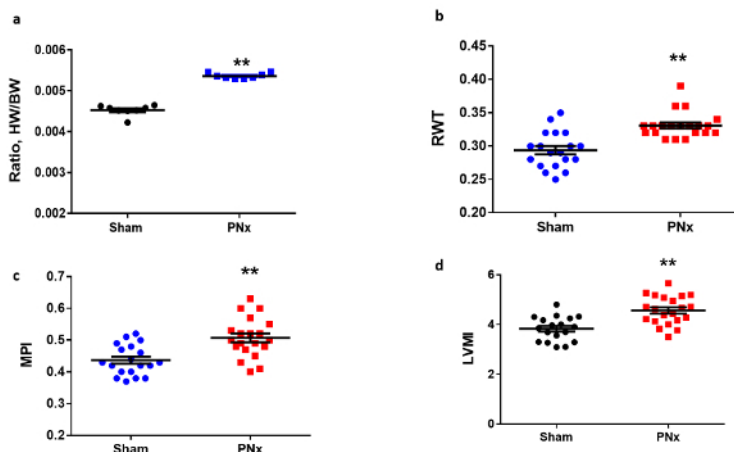 a
**
0.006
0.005
0.004
0.003
0.002
Ratio, HW/BW
Sham
PNx
b
**
0.45
0.40
0.35
0.30
0.25
0.20
RWT
Sham
PNx
c
**
0.7
0.6
0.5
0.4
0.3
0.2
MPI
Sham
PNx
d
**
6
4
2
0
LVMI
Sham
PNx